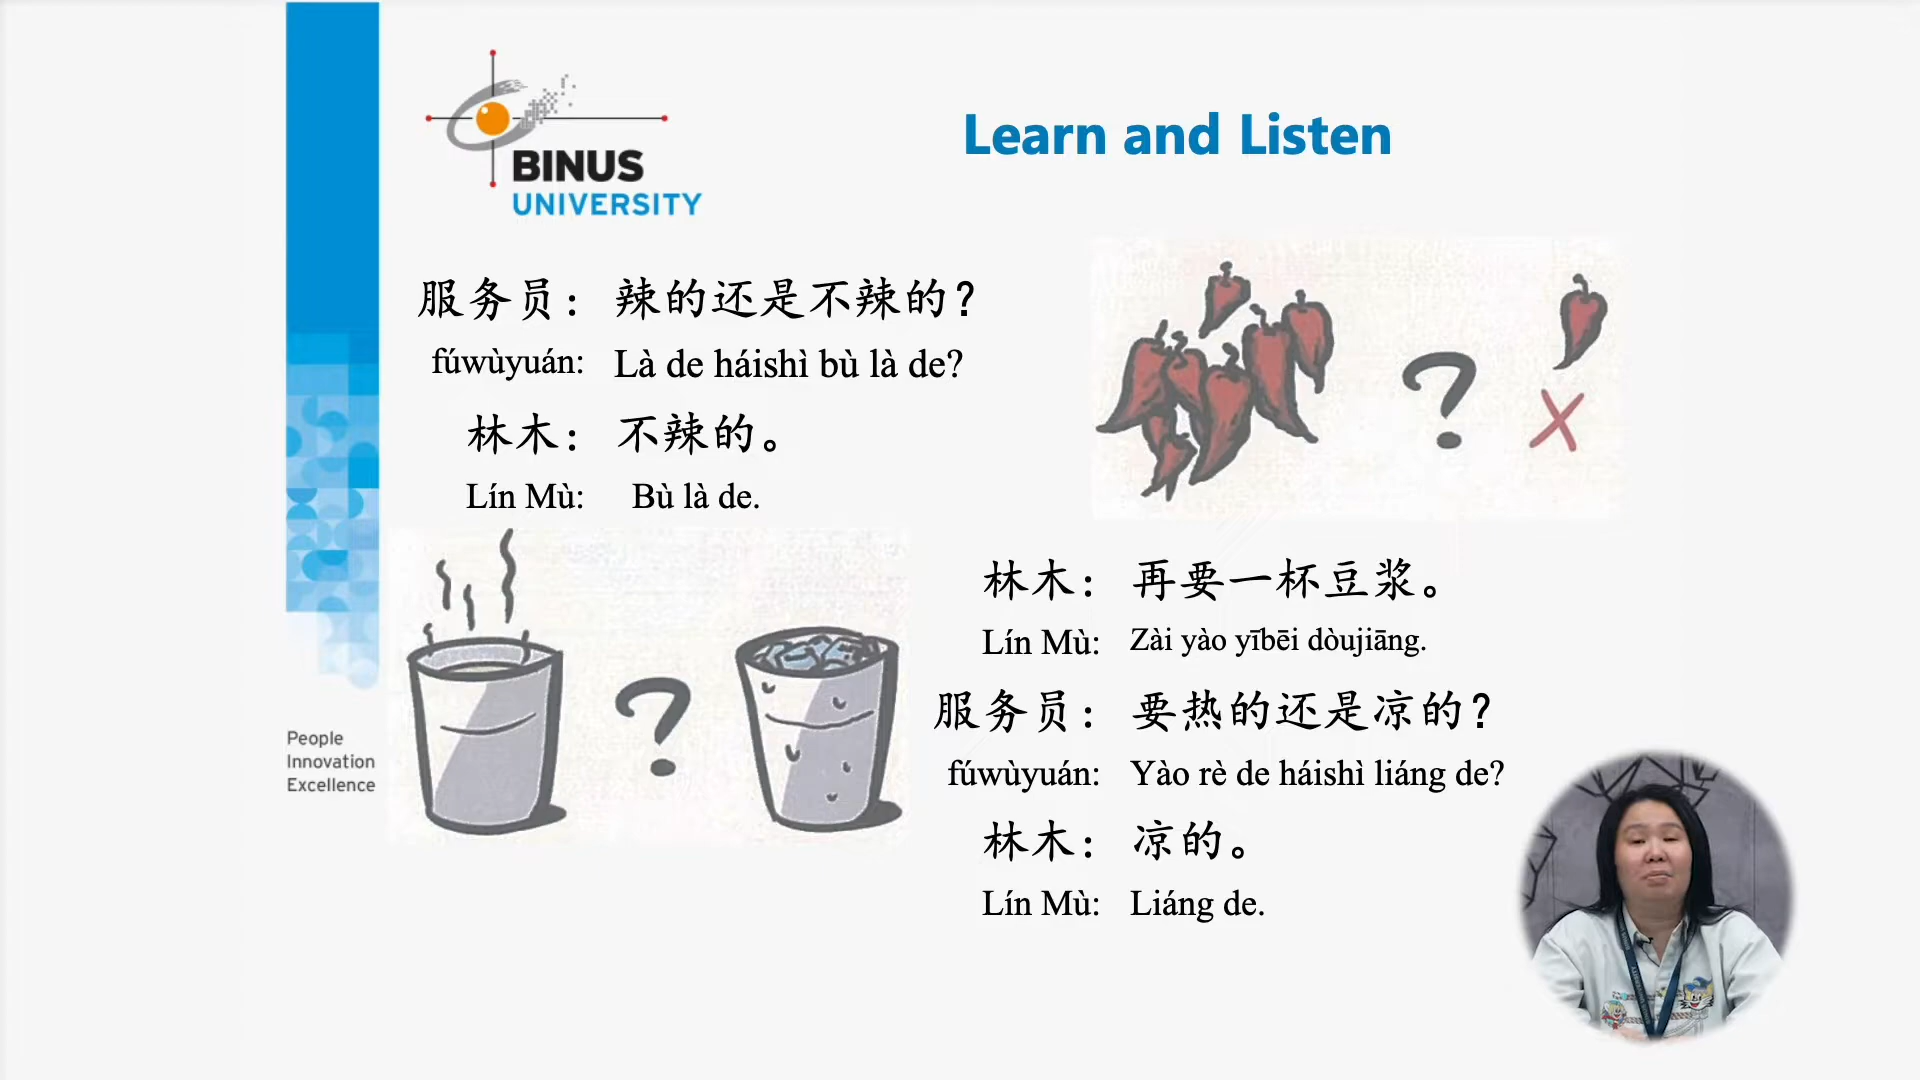 BINUS
UNIVERSITY
Learn and Listen
服务员：辣的还是不辣的？
fúwùyuán: Là de háishì bù là de?
林木：不辣的。
Lín Mù: Bù là de.
林木：再要一杯豆浆。
Lín Mù: Zài yào yībēi dòujiāng.
服务员：要热的还是凉的？
fúwùyuán: Yào rè de háishì liáng de?
林木：凉的。
Lín Mù: Liáng de.
People
Innovation
Excellence